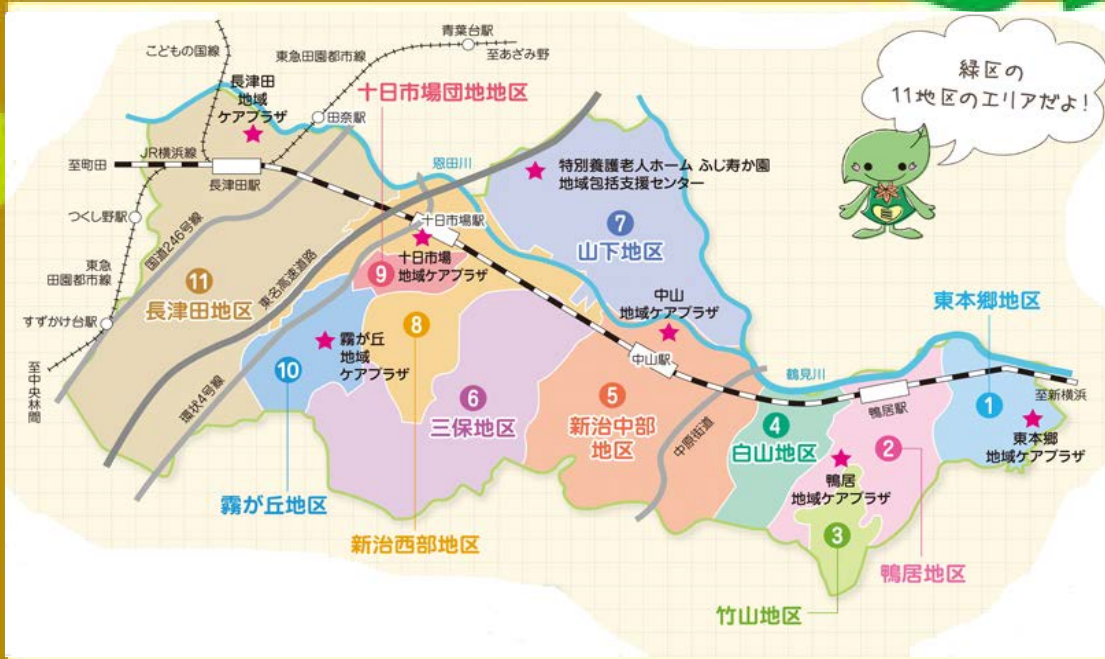 こどもの国線
東急田園都市線
青葉台駅
至あざみ野
緑区の
11地区のエリアだよ!
長津田
地域
ケアプラザ
田奈駅
十日市場団地地区
JR横浜線
至町田
長津田駅
恩田川
特別養護老人ホーム ふじ寿か園
地域包括支援センター
つくし野駅
国道246号線
十日市場駅
7
山下地区
東急
田園都市線
東名高速道路
9
十日市場
地域ケアプラザ
11
長津田地区
中山
地域ケアプラザ
東本郷地区
すずかけ台駅
8
霧が丘
地域
ケアプラザ
中山駅
鶴見川
至新横浜
至中央林間
環状4号線
10
6
三保地区
5
新治中部
地区
中原街道
鴨居駅
1
4
白山地区
2
東本郷
地域ケアプラザ
鴨居
地域ケアプラザ
霧が丘地区
3
新治西部地区
鴨居地区
竹山地区